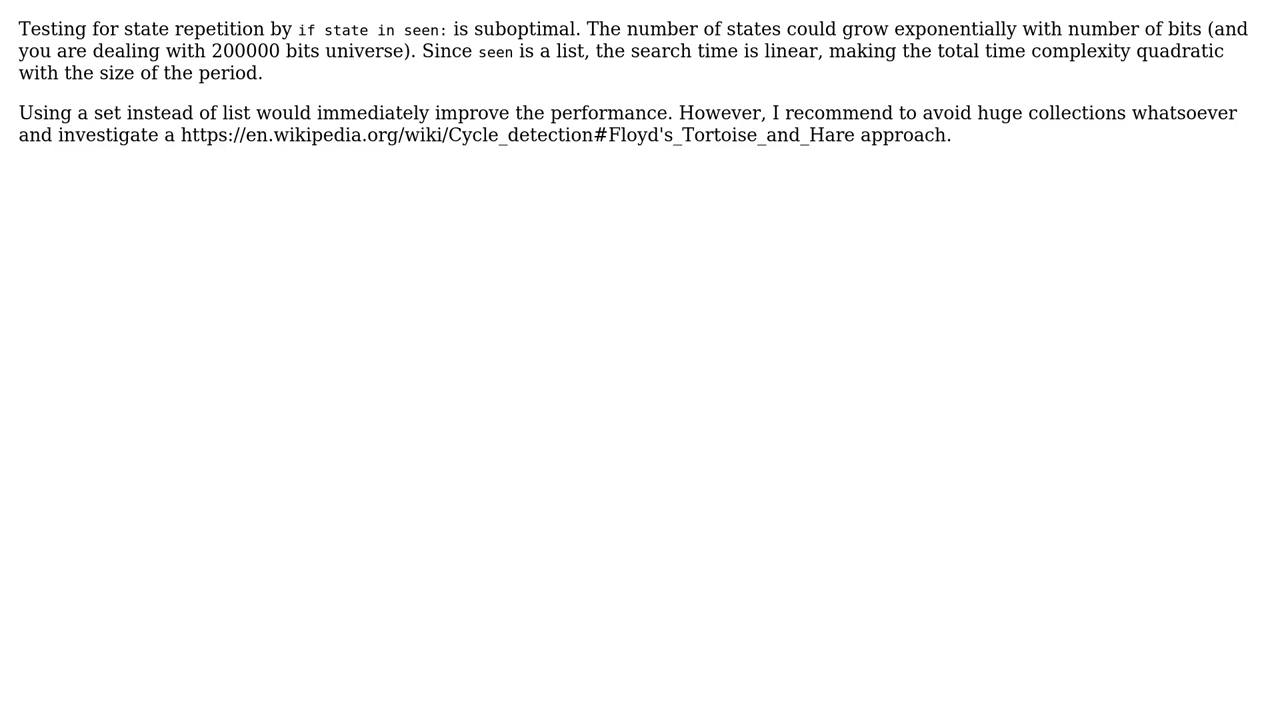 Testing for state repetition by if state in seen: is suboptimal. The number of states could grow exponentially with number of bits (and
you are dealing with 200000 bits universe). Since seen is a list, the search time is linear, making the total time complexity quadratic
with the size of the period.
Using a set instead of list would immediately improve the performance. However, I recommend to avoid huge collections whatsoever
and investigate a https://en.wikipedia.org/wiki/Cycle_detection#Floyd's_Tortoise_and_Hare approach.